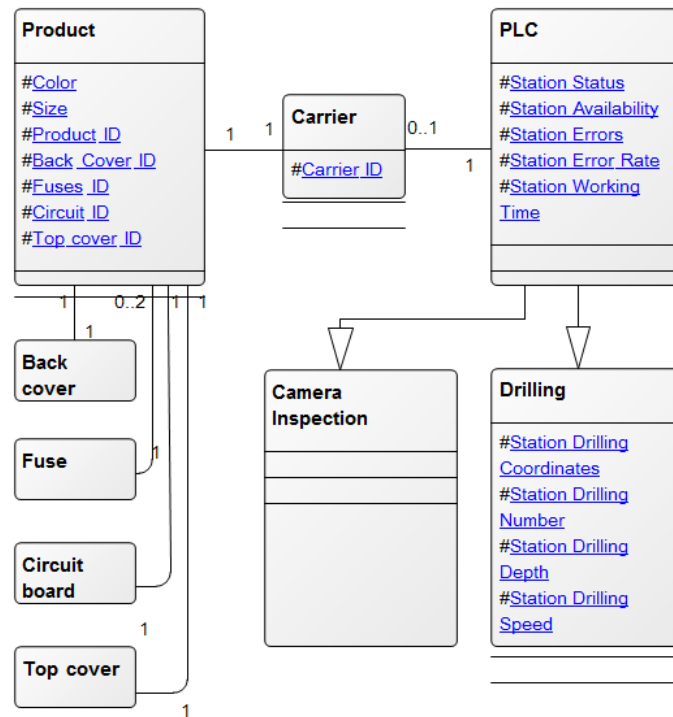 Product
#Color
#Size
#Product ID
#Back Cover ID
#Fuses ID
#Circuit ID
#Top cover ID
1
1
Carrier
#Carrier ID
0..1
1
PLC
#Station Status
#Station Availability
#Station Errors
#Station Error Rate
#Station Working
Time
1
0..2
1
1
1
Back
cover
Fuse
1
Circuit
board
1
Top cover
1
Camera
Inspection
Drilling
#Station Drilling
Coordinates
#Station Drilling
Number
#Station Drilling
Depth
#Station Drilling
Speed